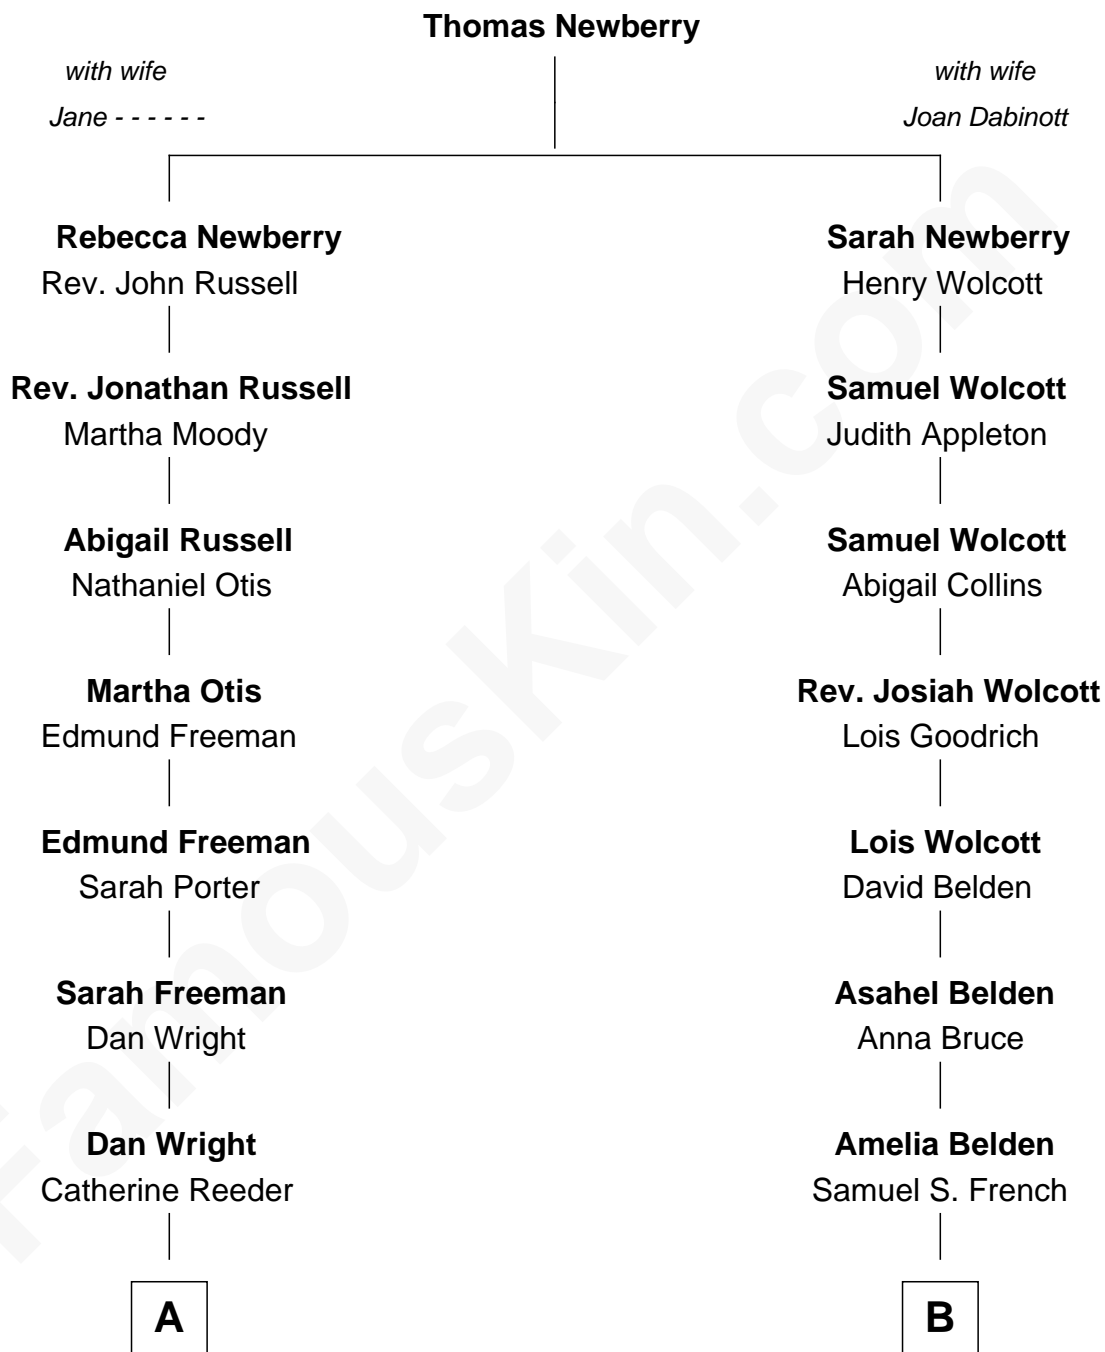 Thomas Newberry
with wife
Jane - - - - - -
with wife
Joan Dabinott
Rebecca Newberry
Rev. John Russell
Sarah Newberry
Henry Wolcott
Rev. Jonathan Russell
Martha Moody
Samuel Wolcott
Judith Appleton
Abigail Russell
Nathaniel Otis
Samuel Wolcott
Abigail Collins
Martha Otis
Edmund Freeman
Rev. Josiah Wolcott
Lois Goodrich
Edmund Freeman
Sarah Porter
Lois Wolcott
David Belden
Sarah Freeman
Dan Wright
Asahel Belden
Anna Bruce
Dan Wright
Catherine Reeder
Amelia Belden
Samuel S. French
A
B
FamousKin.com